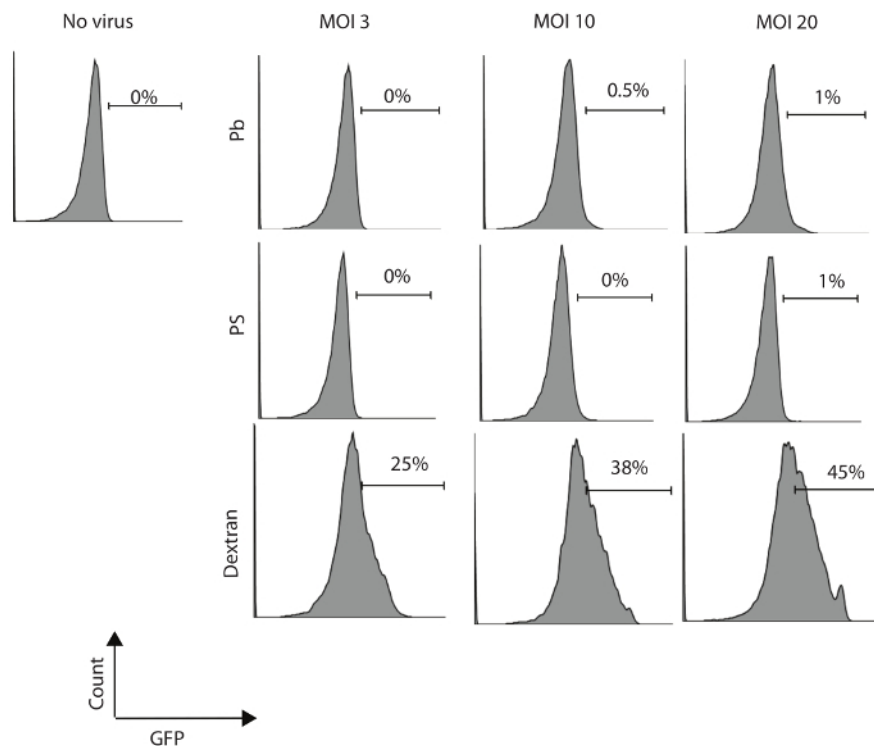 No virus
MOI 3
MOI 10
MOI 20
0%
Pb
0%
0.5%
1%
PS
0%
0%
1%
Dextran
25%
38%
45%
Count
GFP